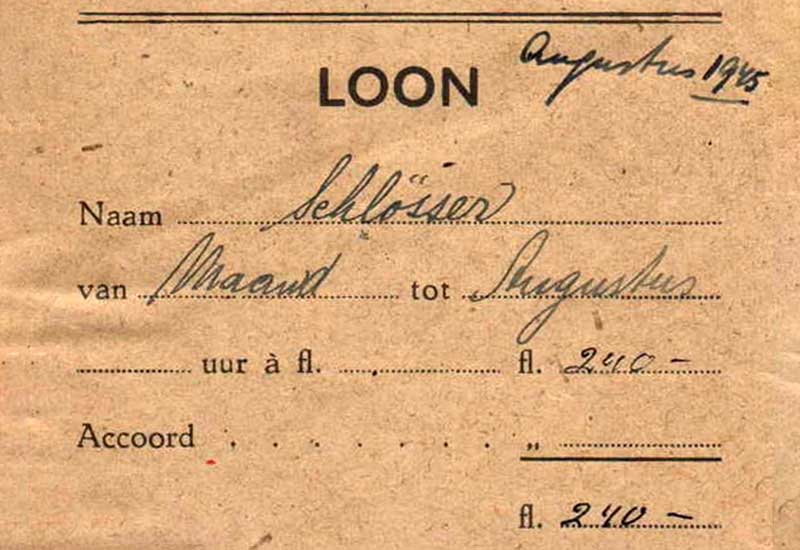 Augustus 1945
LOON
Naam Schlösser
van Maand tot Augustus
uur à fl. fl. 240 -
Accoord . . . . . . . „
fl. 240 -